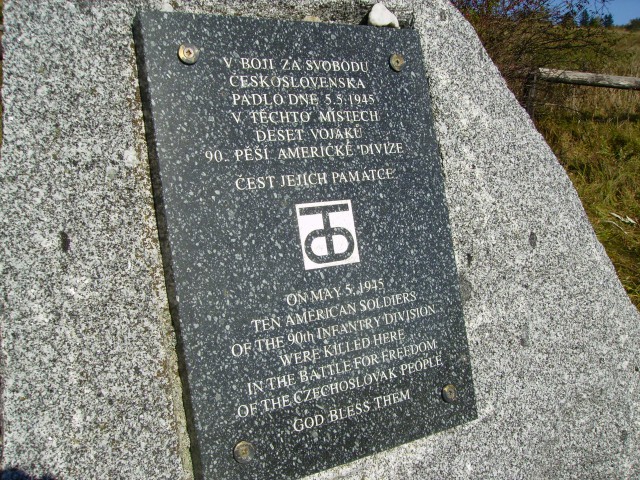 V BOJI ZA SVOBODU
ČESKOSLOVENSKA
PADLO DNE 5.5.1945
V TĚCHTO MÍSTECH
DESET VOJÁKŮ
90. PĚŠÍ AMERICKÉ DIVIZE
ČEST JEJICH PAMÁTCE
TO
ON MAY 5, 1945
TEN AMERICAN SOLDIERS
OF THE 90th INFANTRY DIVISION
WERE KILLED HERE
IN THE BATTLE FOR FREEDOM
OF THE CZECHOSLOVAK PEOPLE
GOD BLESS THEM